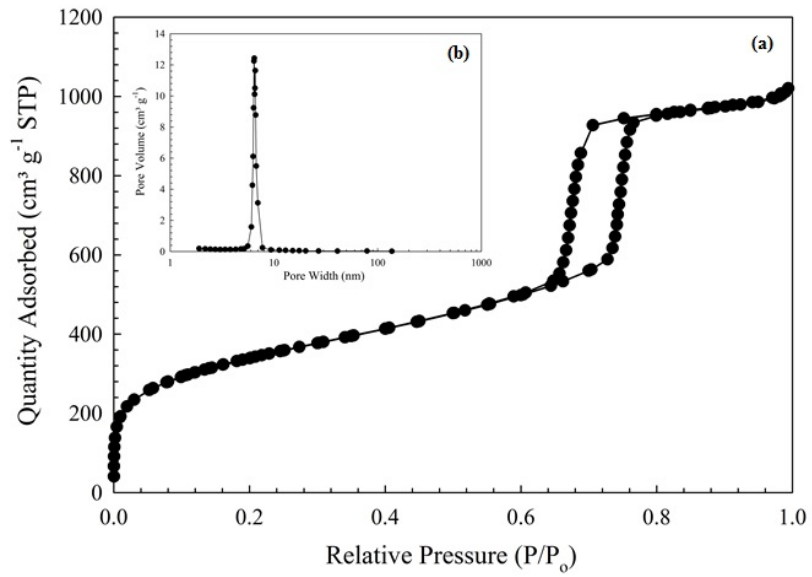 1200
1000
800
600
400
200
0
Quantity Adsorbed (cm³ g⁻¹ STP)
0.0 0.2 0.4 0.6 0.8 1.0
Relative Pressure (P/Pₒ)
(a)
(b)
14
12
10
8
6
4
2
0
Pore Volume (cm³ g⁻¹)
1 10 100 1000
Pore Width (nm)